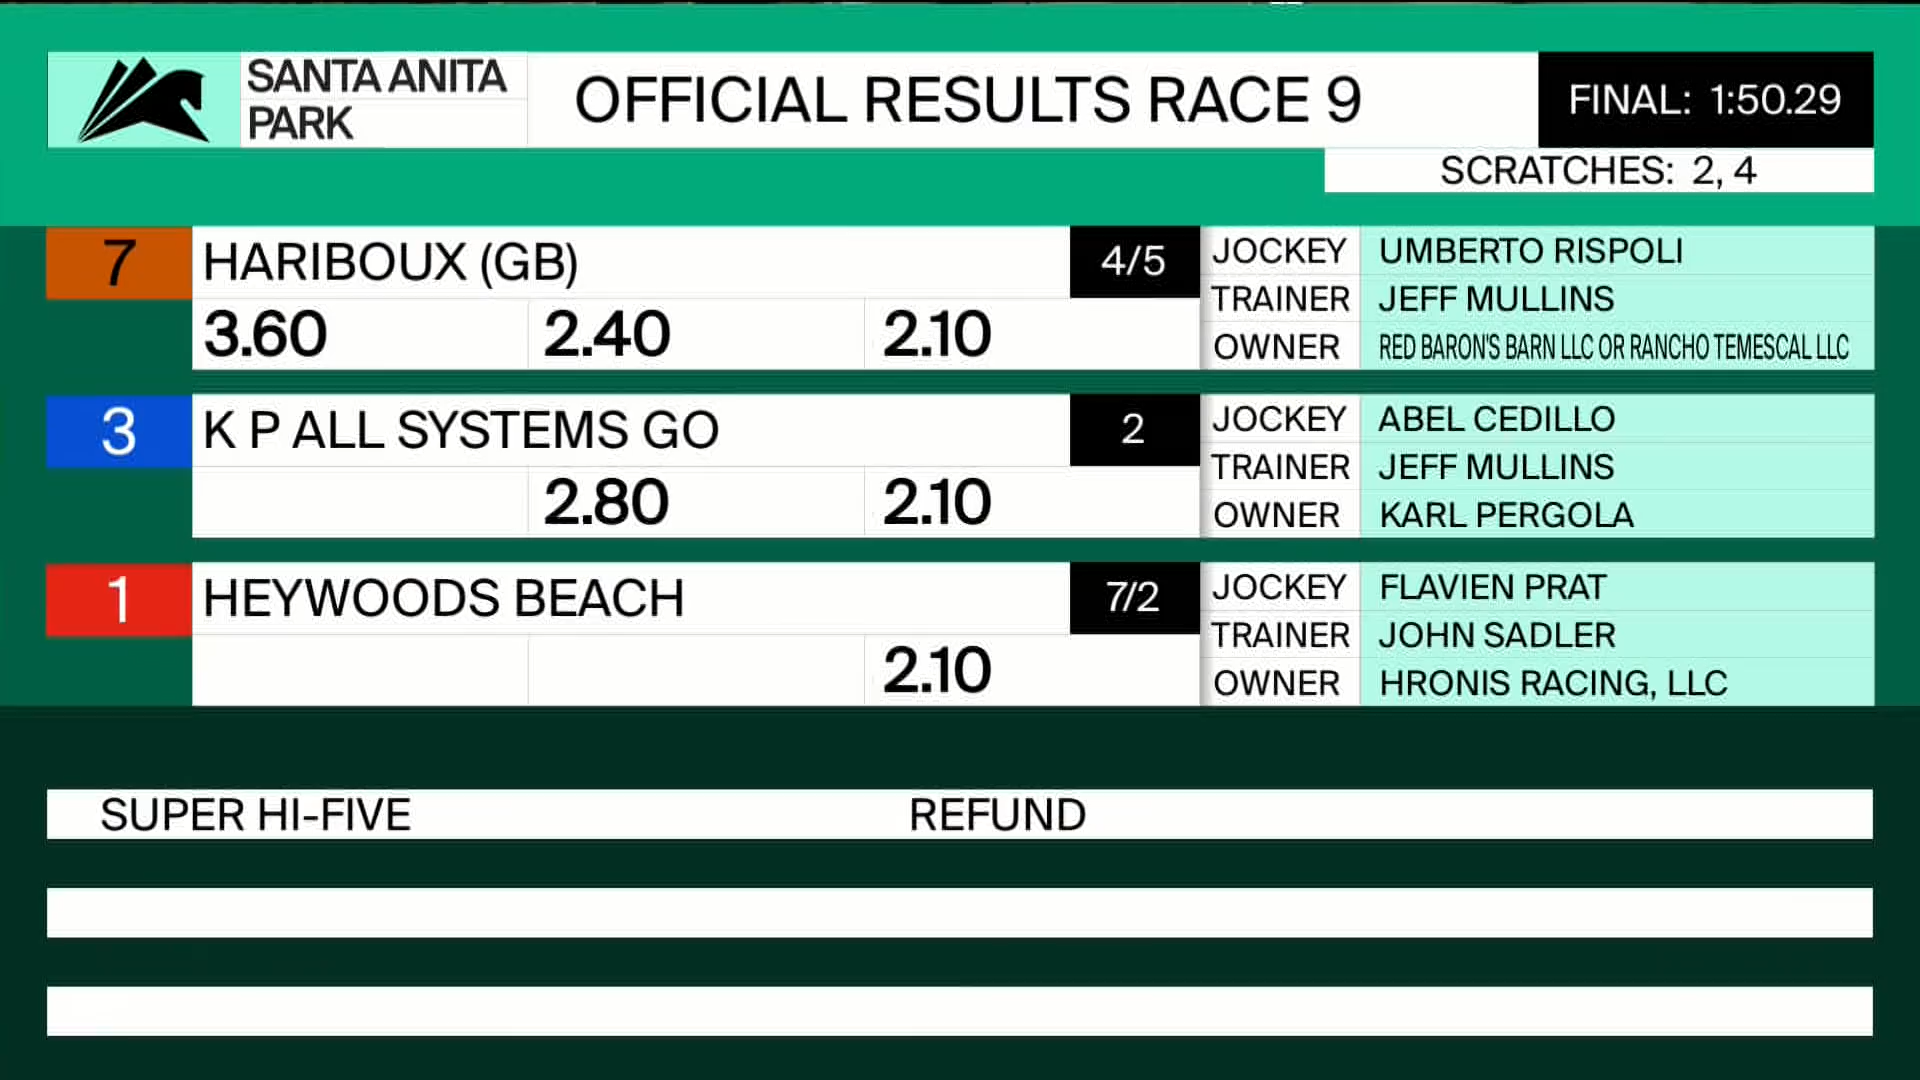 SANTA ANITA
PARK
OFFICIAL RESULTS RACE 9
FINAL: 1:50.29
SCRATCHES: 2, 4
7 HARIBOUX (GB) 4/5
3.60 2.40 2.10
JOCKEY UMBERTO RISPOLI
TRAINER JEFF MULLINS
OWNER RED BARON'S BARN LLC OR RANCHO TEMESCAL LLC
3 K P ALL SYSTEMS GO 2
2.80 2.10
JOCKEY ABEL CEDILLO
TRAINER JEFF MULLINS
OWNER KARL PERGOLA
1 HEYWOODS BEACH 7/2
2.10
JOCKEY FLAVIEN PRAT
TRAINER JOHN SADLER
OWNER HRONIS RACING, LLC
SUPER HI-FIVE REFUND